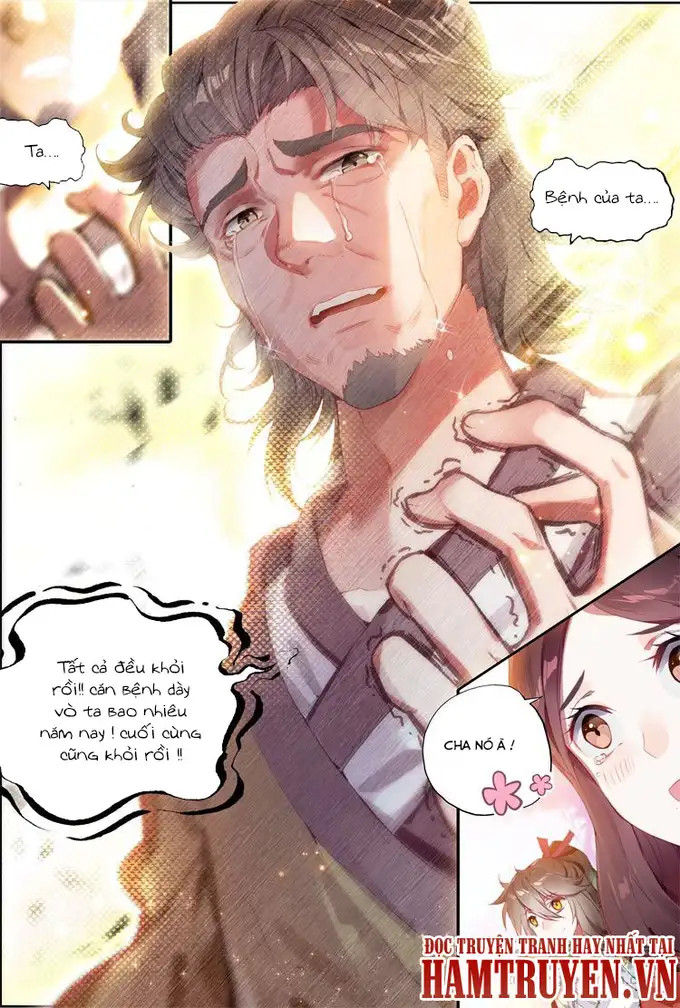 Ta....
Bệnh của ta....
Tất cả đều khỏi
rồi!! căn bệnh dày
vò ta bao nhiêu
năm nay! cuối cùng
cũng khỏi rồi!!
CHA NÓ À!
ĐỌC TRUYỆN TRANH HAY NHẤT TẠI
HAMTRUYEN.VN